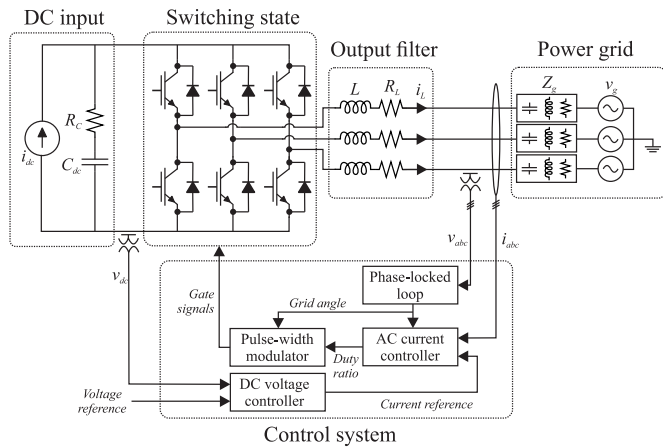 DC input
Switching state
Output filter
Power grid
L
R_L
i_L
Z_g
v_g
R_C
C_dc
i_dc
v_dc
v_abc
i_abc
Gate
signals
Grid angle
Phase-locked
loop
Pulse-width
modulator
Duty
ratio
AC current
controller
Voltage
reference
DC voltage
controller
Current reference
Control system